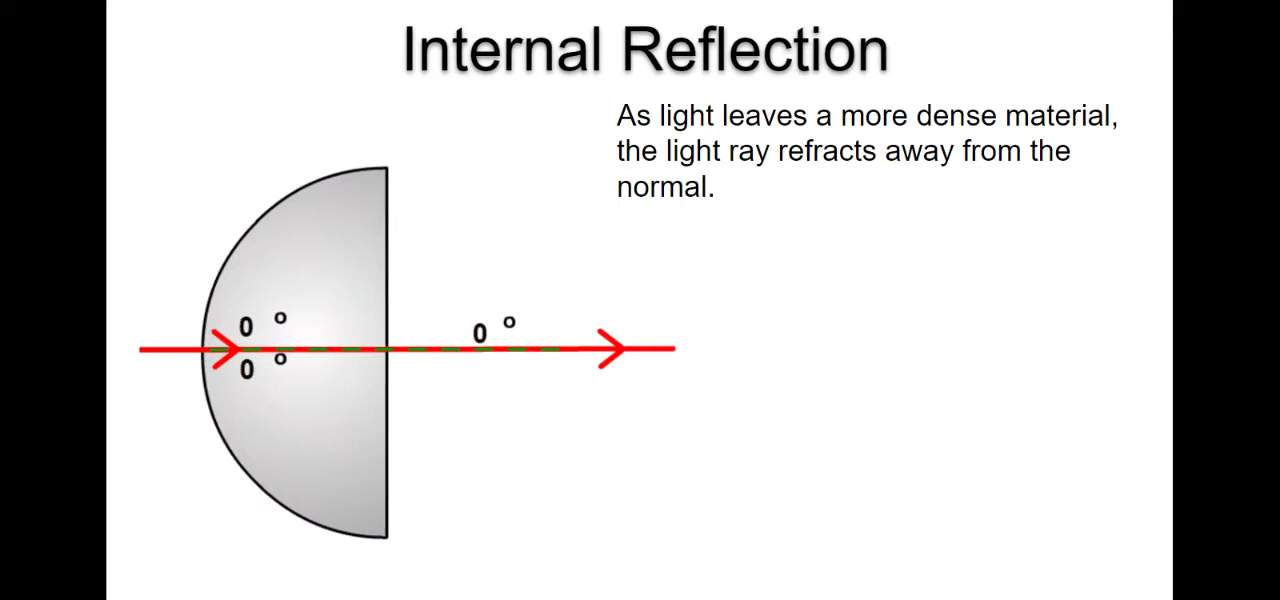 Internal Reflection
As light leaves a more dense material,
the light ray refracts away from the
normal.
0 o
0 o
0 o